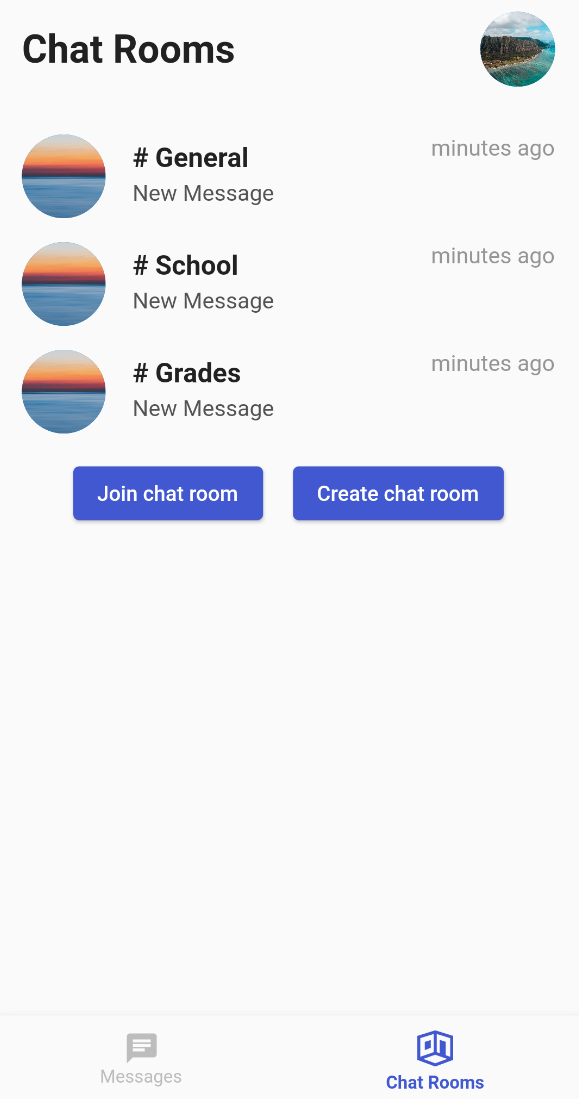 Chat Rooms
# General
minutes ago
New Message
# School
minutes ago
New Message
# Grades
minutes ago
New Message
Join chat room
Create chat room
Messages
Chat Rooms